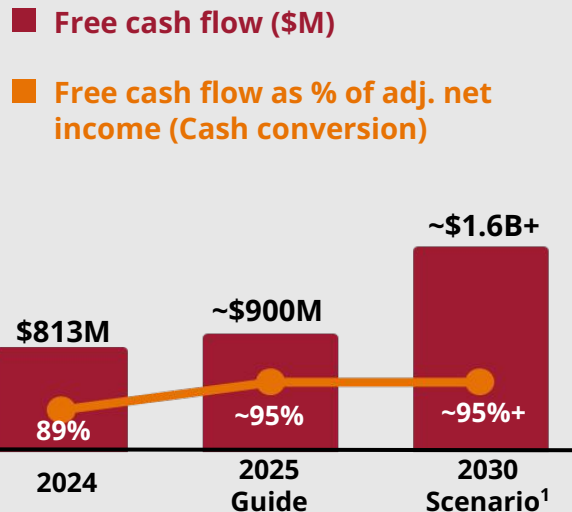 Free cash flow ($M)
Free cash flow as % of adj. net
income (Cash conversion)
~$1.6B+
~$900M
$813M
89%
~95%
~95%+
2024
2025
Guide
2030
Scenario¹